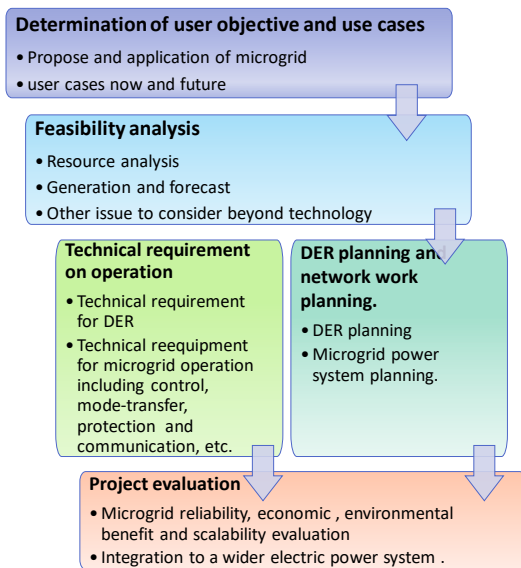 Determination of user objective and use cases
• Propose and application of microgrid
• user cases now and future
Feasibility analysis
• Resource analysis
• Generation and forecast
• Other issue to consider beyond technology
Technical requirement
on operation
• Technical requirement
for DER
• Technical reequipment
for microgrid operation
including control,
mode-transfer,
protection and
communication, etc.
DER planning and
network work
planning.
• DER planning
• Microgrid power
system planning.
Project evaluation
• Microgrid reliability, economic , environmental
benefit and scalability evaluation
• Integration to a wider electric power system .